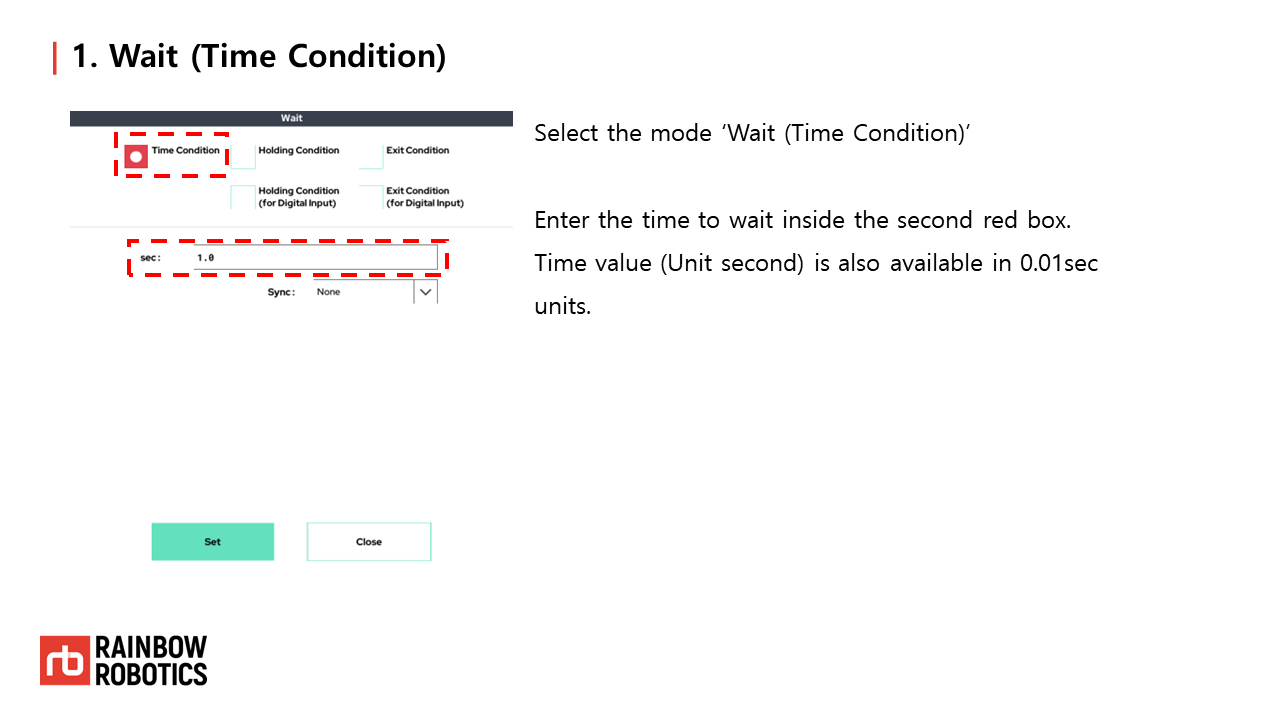 1. Wait (Time Condition)
Wait
Time Condition
Holding Condition
Exit Condition
Holding Condition
(for Digital Input)
Exit Condition
(for Digital Input)
sec: 1.0
Sync: None
Set
Close
Select the mode ‘Wait (Time Condition)’
Enter the time to wait inside the second red box.
Time value (Unit second) is also available in 0.01sec
units.
rb
RAINBOW
ROBOTICS